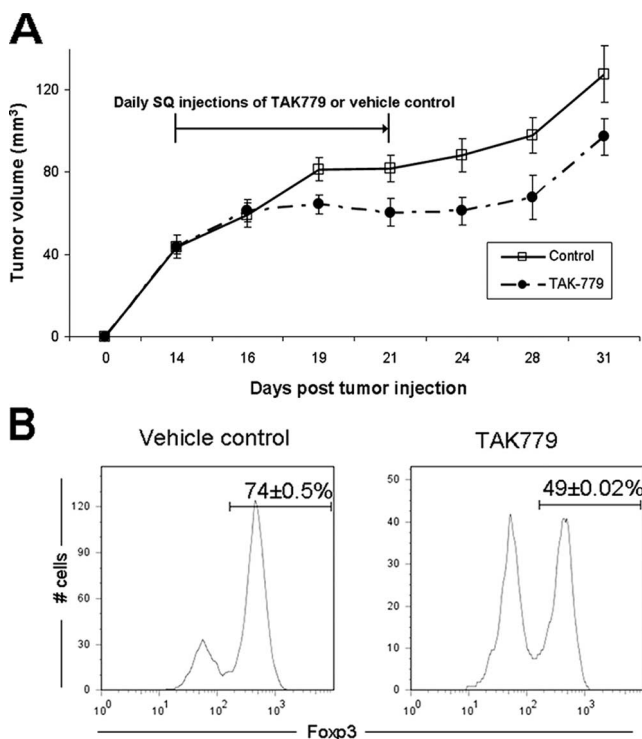 A
Tumor volume (mm³)
120
80
40
0
Daily SQ injections of TAK779 or vehicle control
Control
TAK-779
0 14 16 19 21 24 28 31
Days post tumor injection
B
Vehicle control
TAK779
# cells
120
90
60
30
0
74±0.5%
10⁰ 10¹ 10² 10³
50
40
30
20
10
0
49±0.02%
10⁰ 10¹ 10² 10³
Foxp3